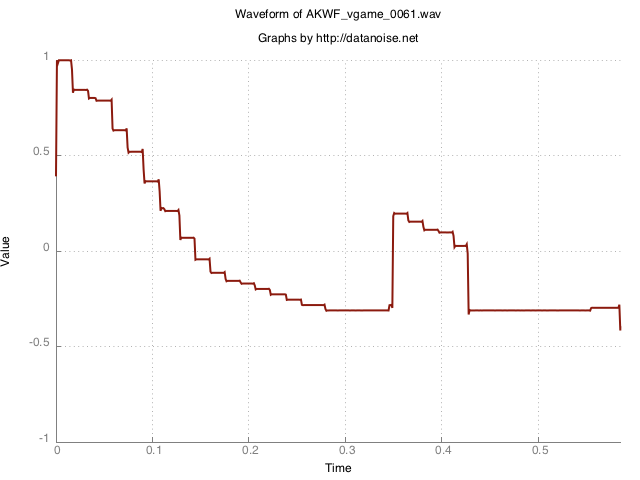 Waveform of AKWF_vgame_0061.wav
Graphs by http://datanoise.net
1
0.5
0
-0.5
-1
Value
0 0.1 0.2 0.3 0.4 0.5
Time